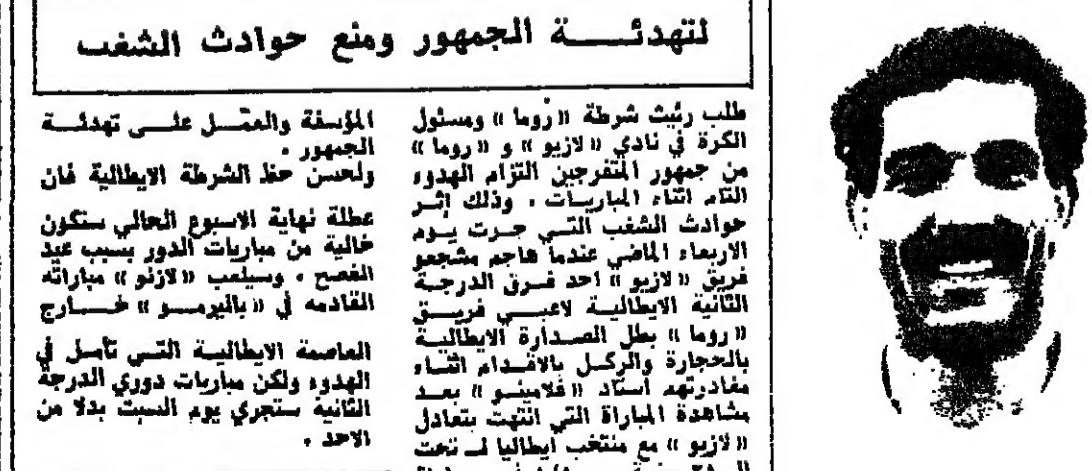 لتهدئـــة الجمهور ومنع حوادث الشغب
طلب رئيت شرطة «روما» ومسئول
الكرة في نادي «لازيو» و«روما»
من جمهور المتفرجين التزام الهدوء
التام اثناء المباريات . وذلك إثر
حوادث الشغب التي جرت يوم
الاربعاء الماضي عندما هاجم مشجعو
فريق «لازيو» احد فرق الدرجة
الثانية الايطالية لاعبي فريق
«روما» بطل الصدارة الايطالية
بالحجارة والركل بالاقدام اثناء
مغادرتهم استاد «فلامينو» بعد
مشاهدة المباراة التي انتهت بتعادل
«لازيو» مع منتخب ايطاليا تحت
المؤسفة والعمل على تهدئة
الجمهور .
ولحسن حظ الشرطة الايطالية فان
عطلة نهاية الاسبوع الحالي ستكون
خالية من مباريات الدور بسبب عيد
الفصح . وسيلعب «لازنو» مباراته
القادمه في «باليرمو» خارج
العاصمة الايطالية التي تأمل في
الهدوء ولكن مباريات دوري الدرجة
الثانية ستجري يوم السبت بدلا من
الاحد .